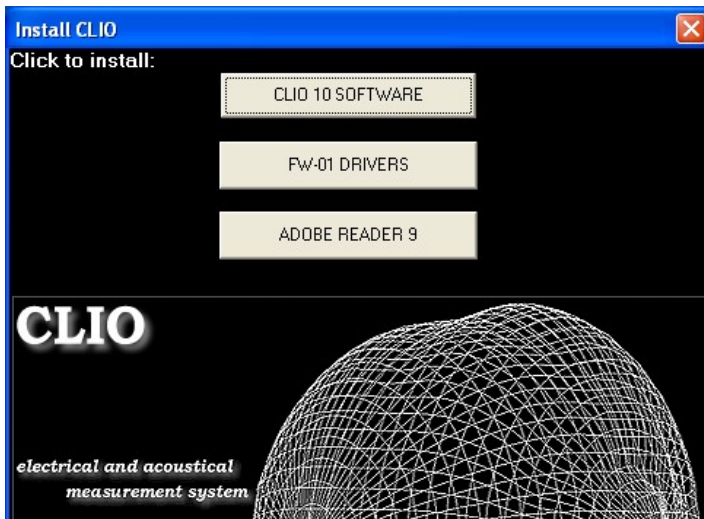 Install CLIO
Click to install:
CLIO 10 SOFTWARE
FW-01 DRIVERS
ADOBE READER 9
CLIO
electrical and acoustical
measurement system